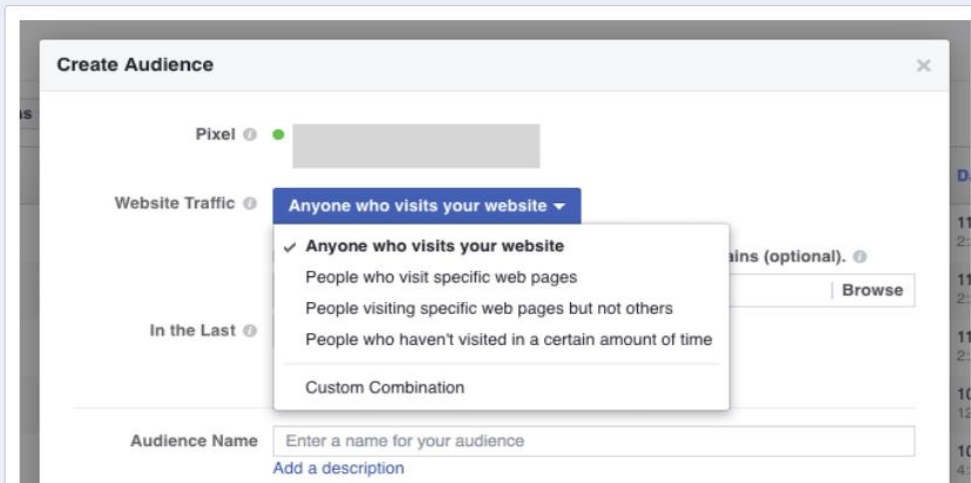 Create Audience
Pixel
Website Traffic
Anyone who visits your website
Anyone who visits your website
ains (optional).
People who visit specific web pages
Browse
People visiting specific web pages but not others
In the Last
People who haven't visited in a certain amount of time
Custom Combination
Audience Name
Enter a name for your audience
Add a description